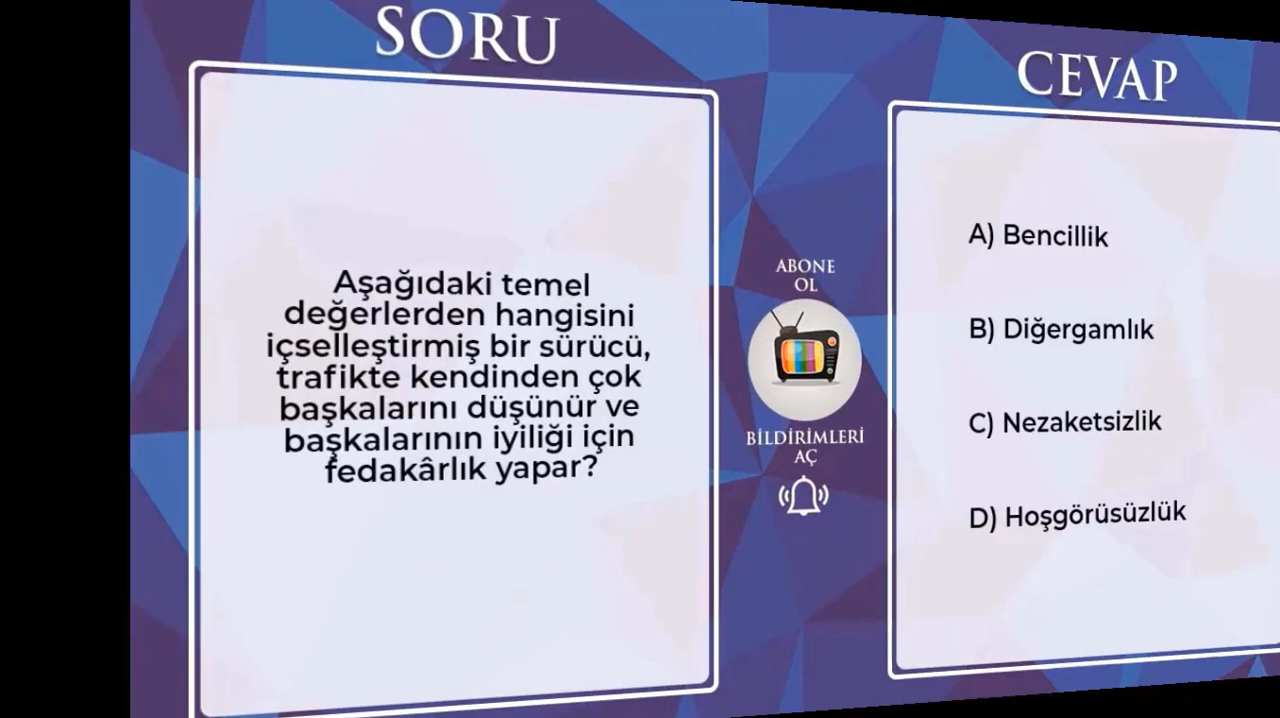 SORU
Aşağıdaki temel
değerlerden hangisini
içselleştirmiş bir sürücü,
trafikte kendinden çok
başkalarını düşünür ve
başkalarının iyiliği için
fedakârlık yapar?
ABONE
OL
BİLDİRİMLERİ
AÇ
CEVAP
A) Bencillik
B) Diğergamlık
C) Nezaketsizlik
D) Hoşgörüsüzlük